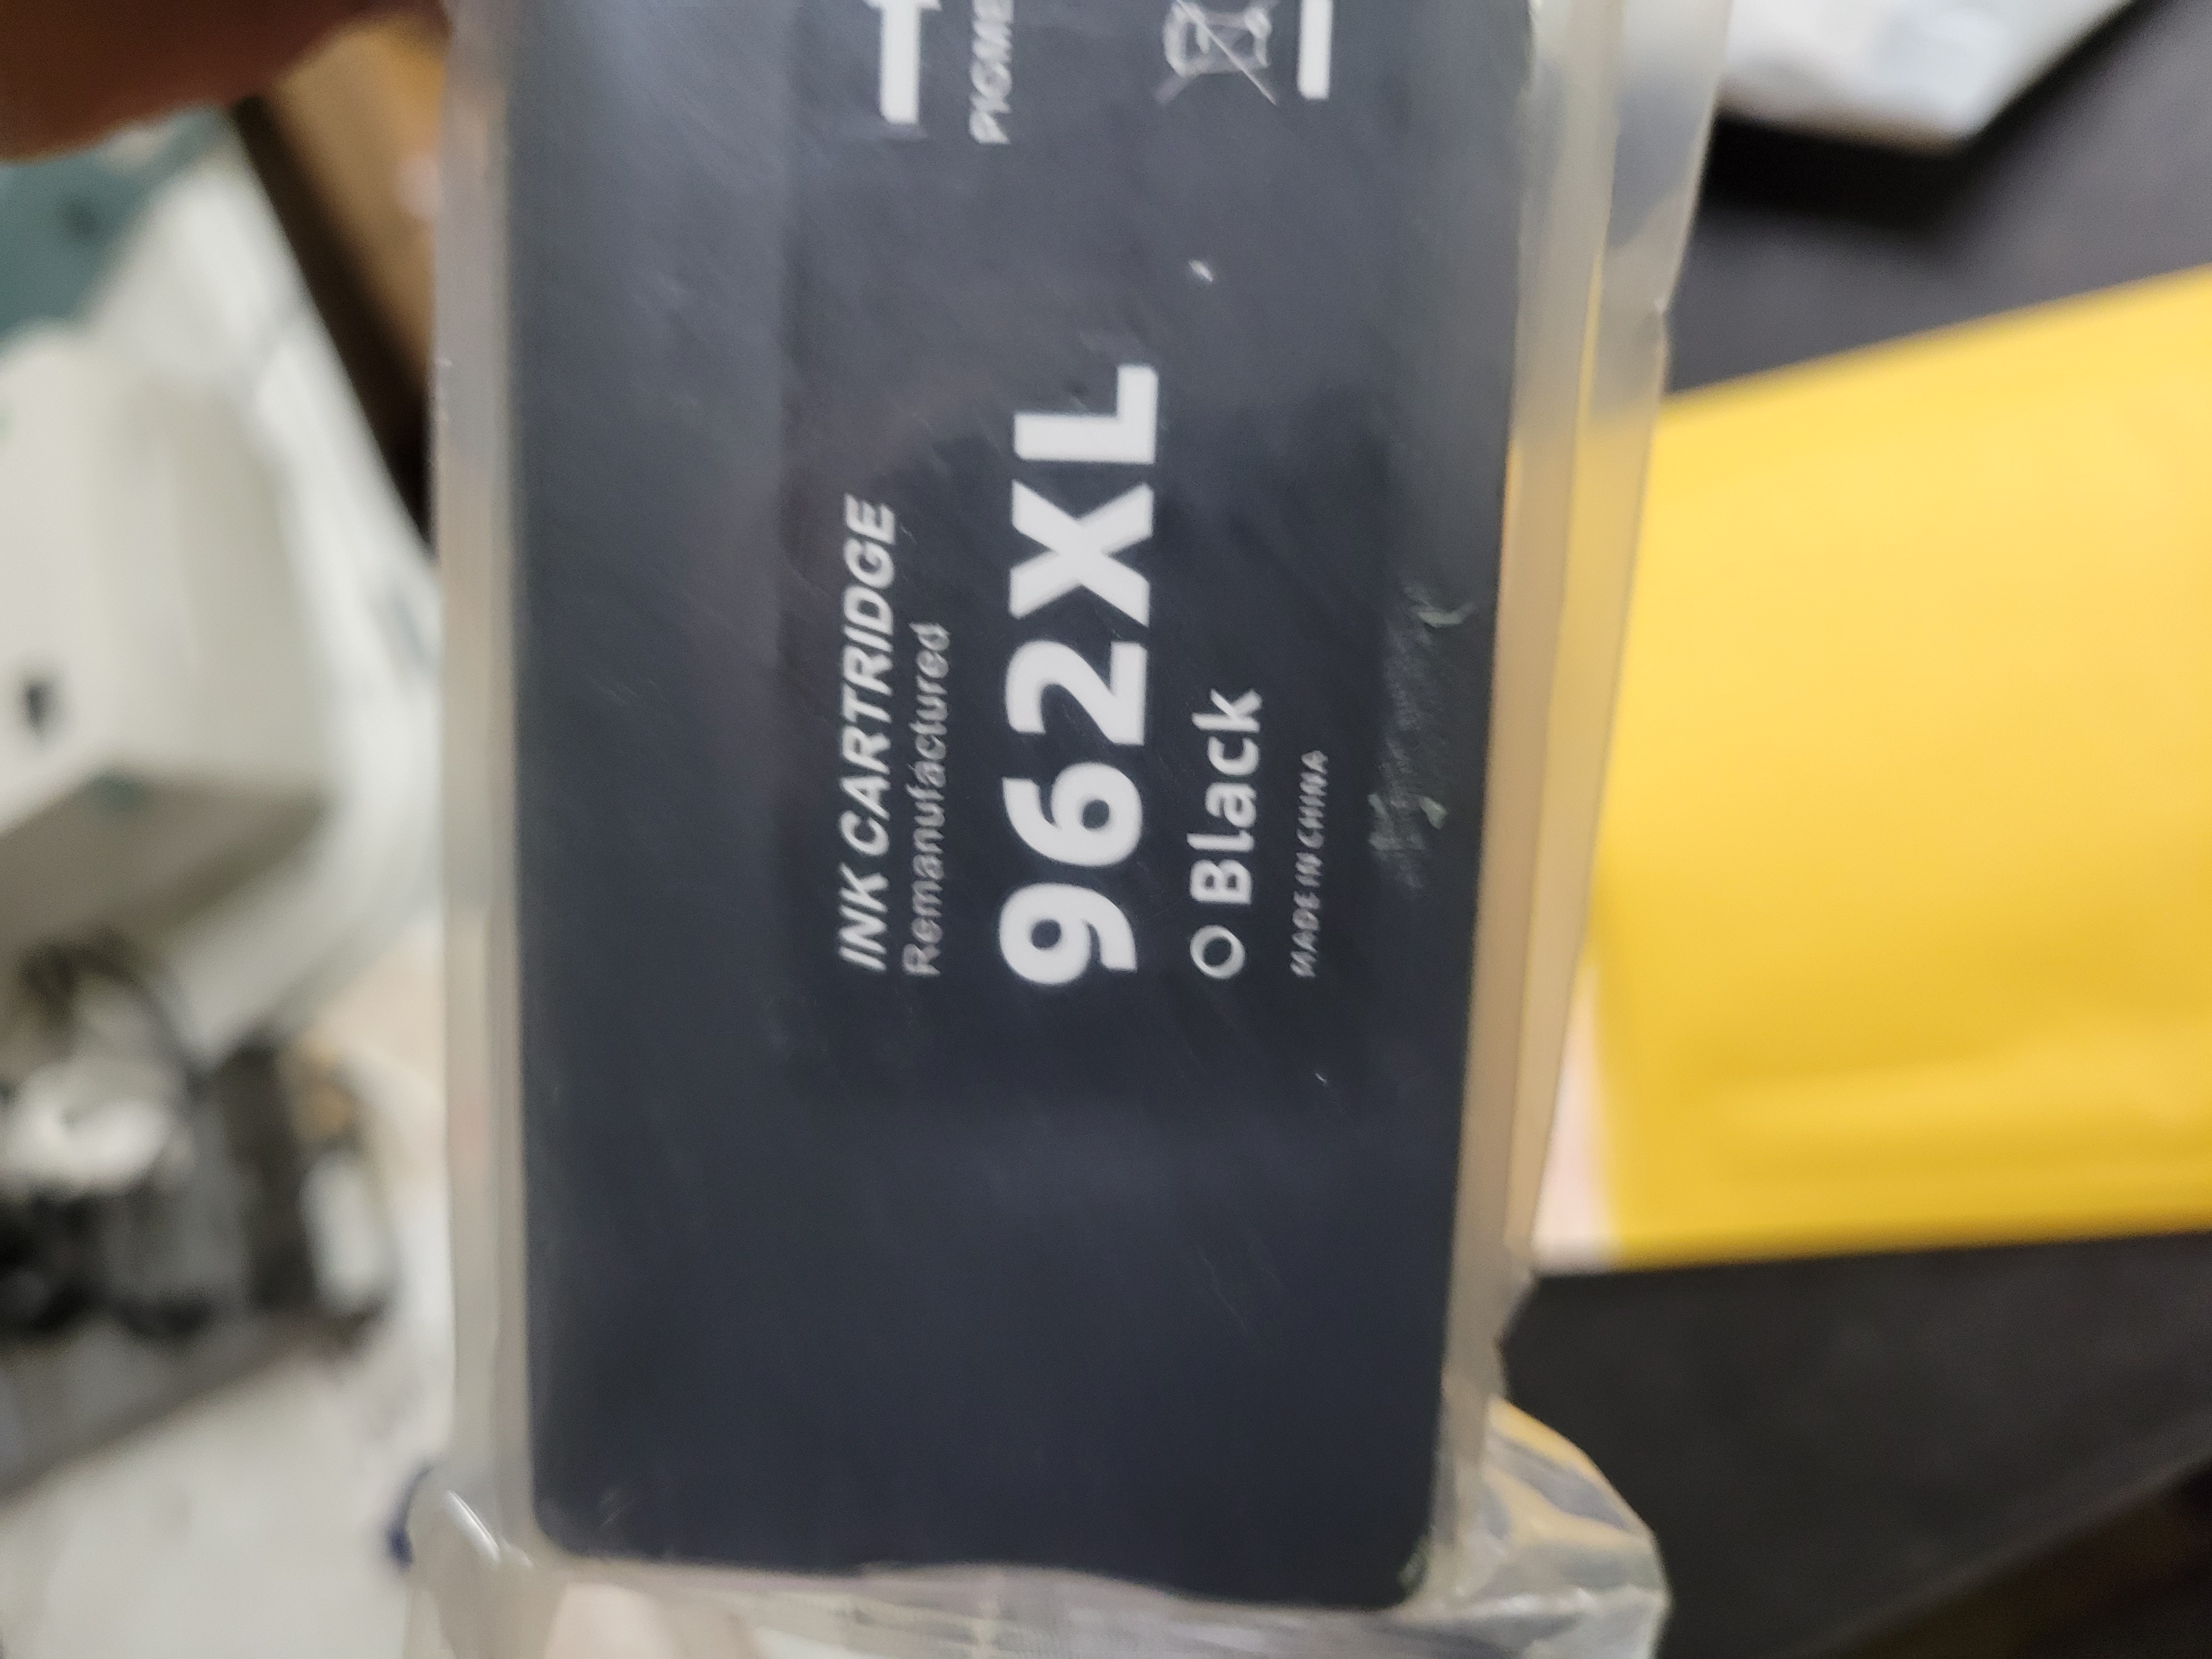 INK CARTRIDGE
Remanufactured
962XL
Black
MADE IN CHINA